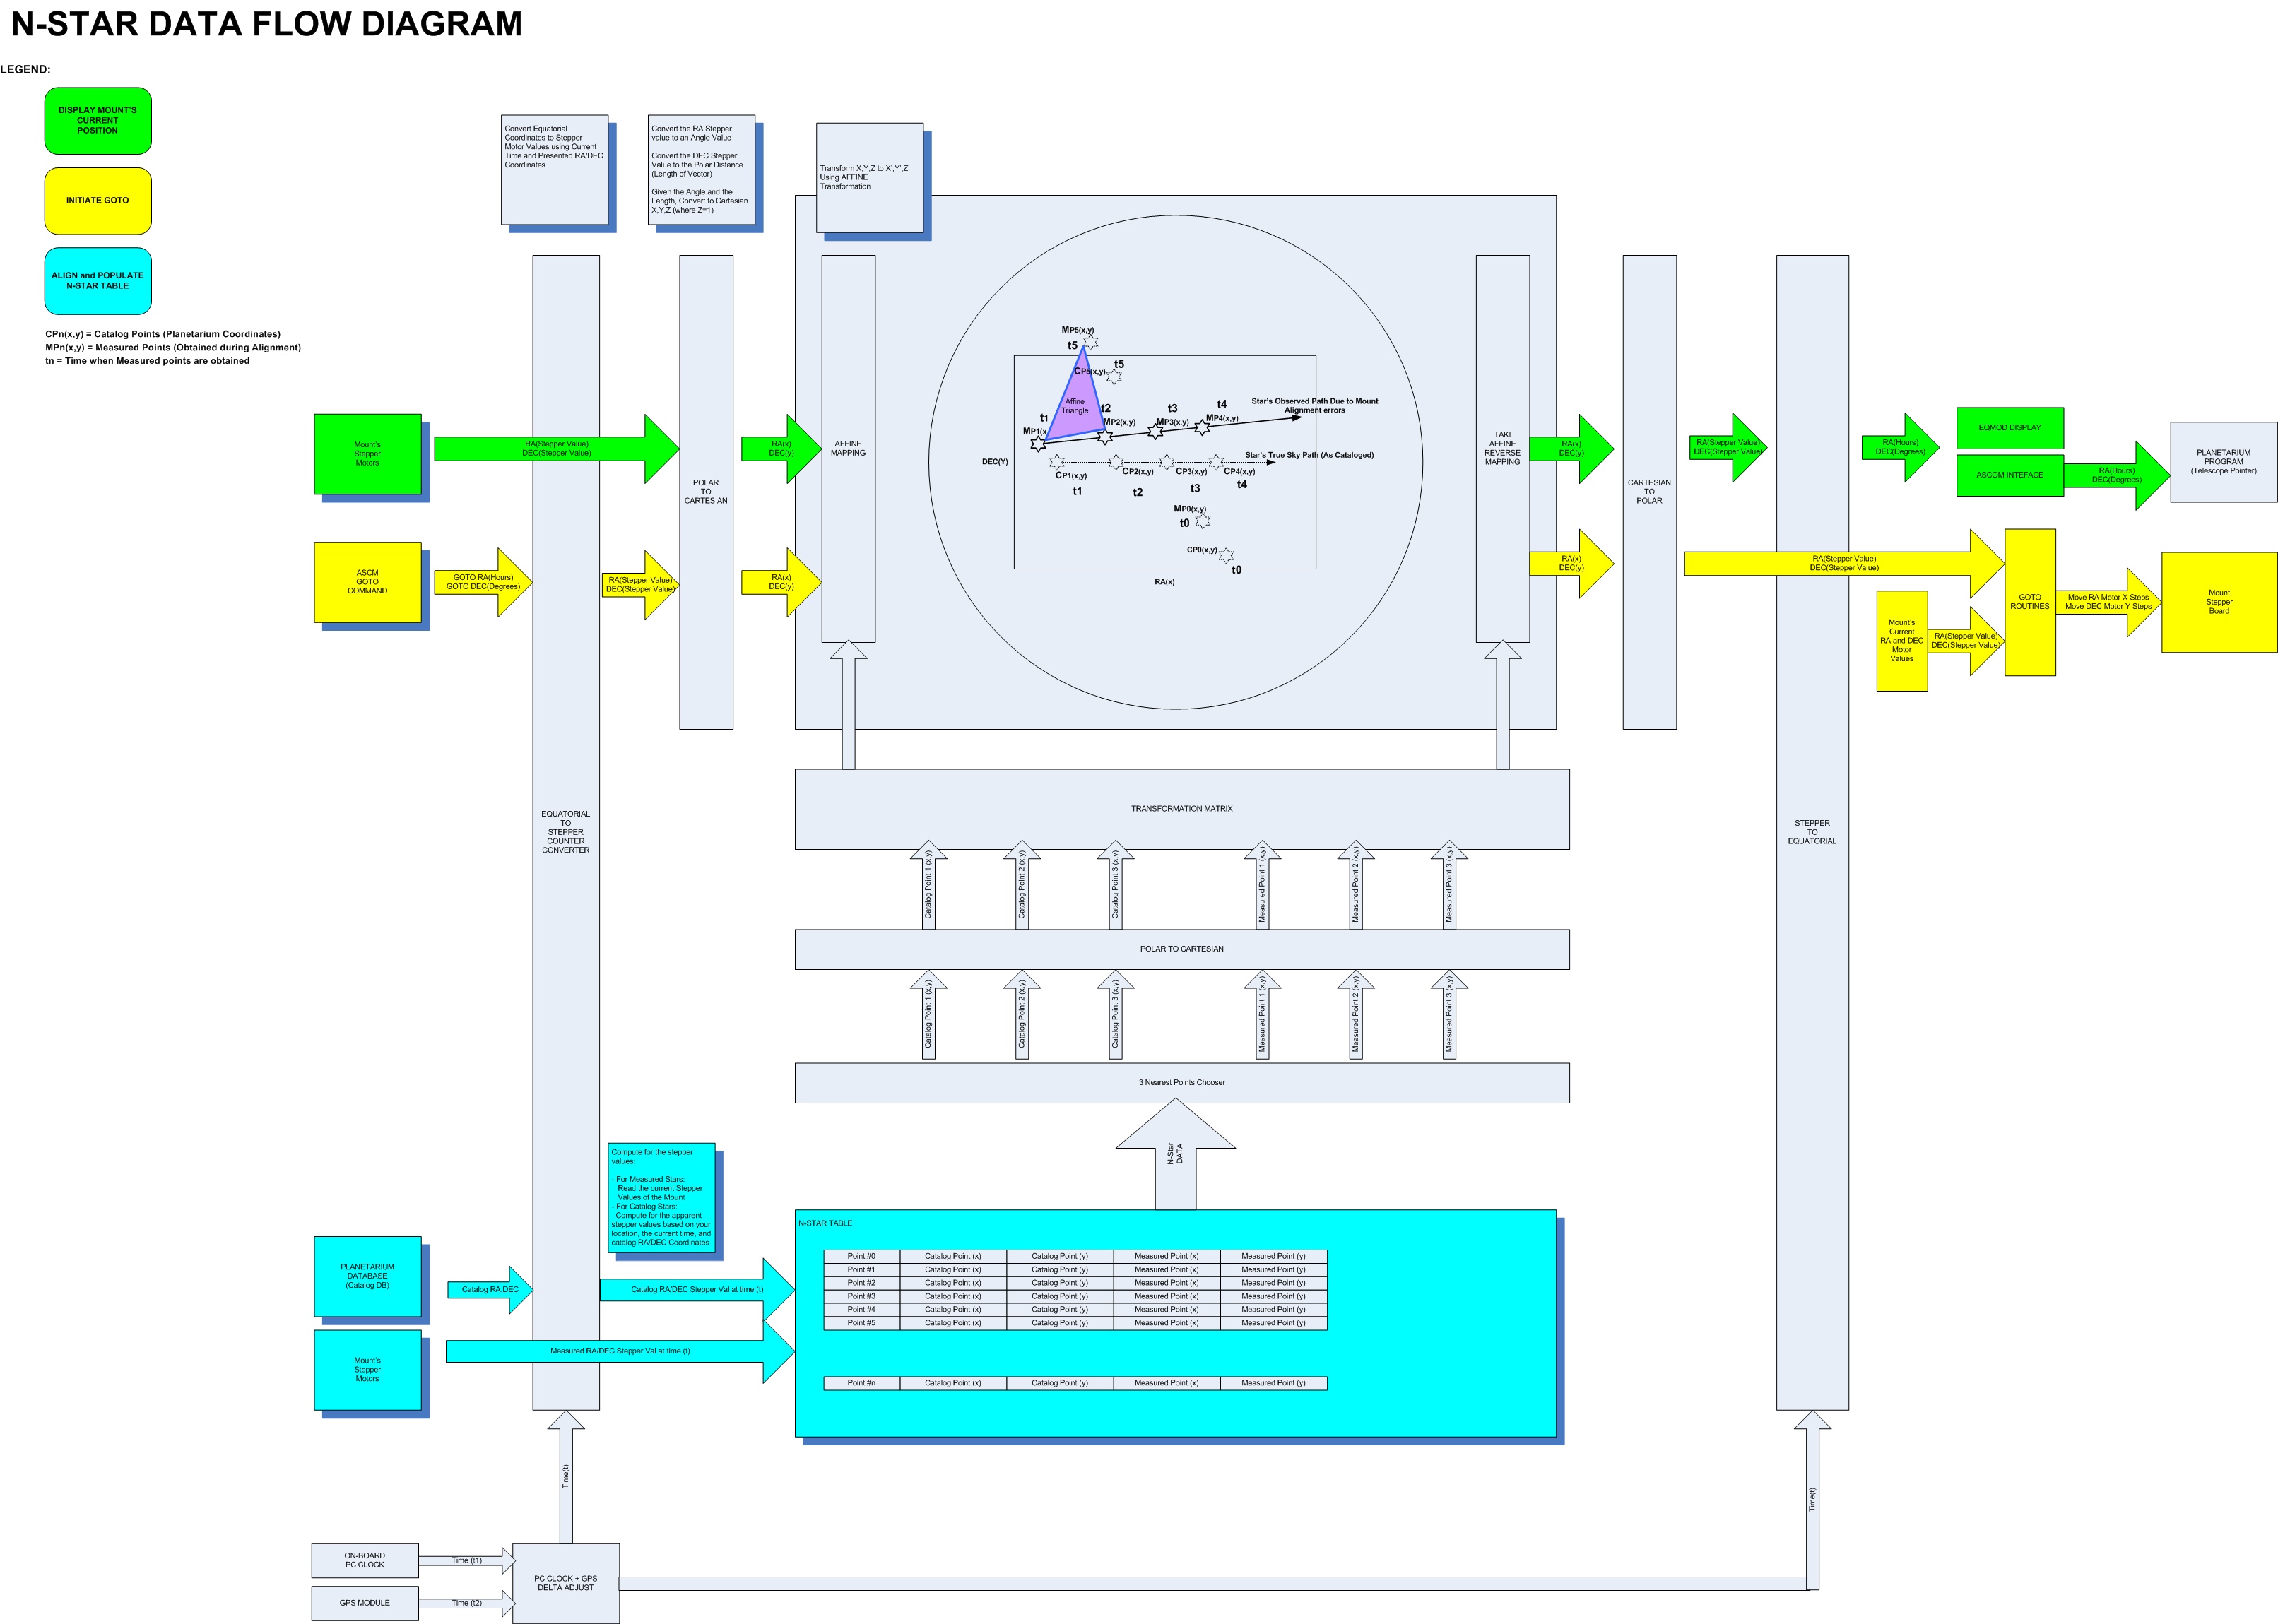 N-STAR DATA FLOW DIAGRAM
LEGEND:
DISPLAY MOUNT'S
CURRENT
POSITION
INITIATE GOTO
ALIGN and POPULATE
N-STAR TABLE
CPn(x,y) = Catalog Points (Planetarium Coordinates)
MPn(x,y) = Measured Points (Obtained during Alignment)
tn = Time when Measured points are obtained
Convert Equatorial
Coordinates to Stepper
Motor Values using Current
Time and Presented RA/DEC
Coordinates
Convert the RA Stepper
value to an Angle Value
Convert the DEC Stepper
Value to the Polar Distance
(Length of Vector)
Given the Angle and the
Length, Convert to Cartesian
X,Y,Z (where Z=1)
Transform X,Y,Z to X',Y',Z'
Using AFFINE
Transformation
Mount's
Stepper
Motors
RA(Stepper Value)
DEC(Stepper Value)
RA(x)
DEC(y)
AFFINE
MAPPING
ASCM
GOTO
COMMAND
GOTO RA(Hours)
GOTO DEC(Degrees)
RA(Stepper Value)
DEC(Stepper Value)
POLAR
TO
CARTESIAN
RA(x)
DEC(y)
MP5(x,y)
t5
t5
CP5(x,y)
Affine
Triangle
t1
t2
t3
t4
MP1(x
MP2(x,y)
MP3(x,y)
MP4(x,y)
Star's Observed Path Due to Mount
Alignment errors
DEC(Y)
Star's True Sky Path (As Cataloged)
CP1(x,y)
CP2(x,y)
CP3(x,y)
CP4(x,y)
t1
t2
t3
t4
MP0(x,y)
t0
CP0(x,y)
t0
RA(x)
TAKI
AFFINE
REVERSE
MAPPING
RA(x)
DEC(y)
RA(x)
DEC(y)
CARTESIAN
TO
POLAR
RA(Stepper Value)
DEC(Stepper Value)
RA(Hours)
DEC(Degrees)
EQMOD DISPLAY
ASCOM INTEFACE
RA(Hours)
DEC(Degrees)
PLANETARIUM
PROGRAM
(Telescope Pointer)
RA(Stepper Value)
DEC(Stepper Value)
Mount's
Current
RA and DEC
Motor
Values
RA(Stepper Value)
DEC(Stepper Value)
GOTO
ROUTINES
Move RA Motor X Steps
Move DEC Motor Y Steps
Mount
Stepper
Board
EQUATORIAL
TO
STEPPER
COUNTER
CONVERTER
TRANSFORMATION MATRIX
STEPPER
TO
EQUATORIAL
Catalog Point 1 (x,y)
Catalog Point 2 (x,y)
Catalog Point 3 (x,y)
Measured Point 1 (x,y)
Measured Point 2 (x,y)
Measured Point 3 (x,y)
POLAR TO CARTESIAN
Catalog Point 1 (x,y)
Catalog Point 2 (x,y)
Catalog Point 3 (x,y)
Measured Point 1 (x,y)
Measured Point 2 (x,y)
Measured Point 3 (x,y)
3 Nearest Points Chooser
N-Star
DATA
Compute for the stepper
values:
- For Measured Stars:
Read the current Stepper
Values of the Mount
- For Catalog Stars:
Compute for the apparent
stepper values based on your
location, the current time, and
catalog RA/DEC Coordinates
PLANETARIUM
DATABASE
(Catalog DB)
Catalog RA,DEC
Catalog RA/DEC Stepper Val at time (t)
Mount's
Stepper
Motors
Measured RA/DEC Stepper Val at time (t)
N-STAR TABLE
Point #0 Catalog Point (x) Catalog Point (y) Measured Point (x) Measured Point (y)
Point #1 Catalog Point (x) Catalog Point (y) Measured Point (x) Measured Point (y)
Point #2 Catalog Point (x) Catalog Point (y) Measured Point (x) Measured Point (y)
Point #3 Catalog Point (x) Catalog Point (y) Measured Point (x) Measured Point (y)
Point #4 Catalog Point (x) Catalog Point (y) Measured Point (x) Measured Point (y)
Point #5 Catalog Point (x) Catalog Point (y) Measured Point (x) Measured Point (y)
Point #n Catalog Point (x) Catalog Point (y) Measured Point (x) Measured Point (y)
Time(t)
Time(t)
ON-BOARD
PC CLOCK
Time (t1)
GPS MODULE
Time (t2)
PC CLOCK + GPS
DELTA ADJUST